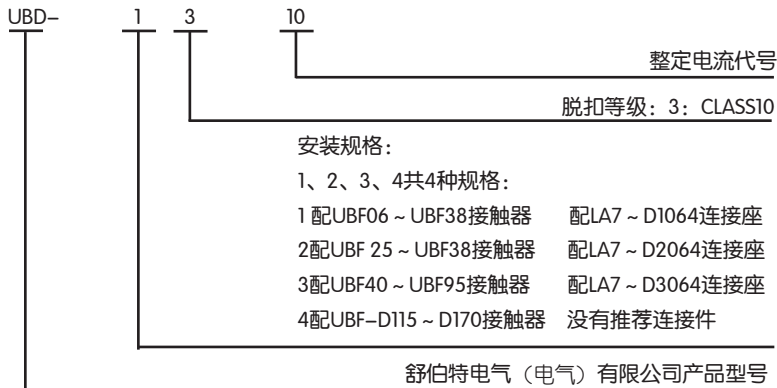 UBD- 1 3 10
整定电流代号
脱扣等级：3：CLASS10
安装规格：
1、2、3、4共4种规格：
1 配UBF06 ~ UBF38接触器 配LA7 ~ D1064连接座
2配UBF 25 ~ UBF38接触器 配LA7 ~ D2064连接座
3配UBF40 ~ UBF95接触器 配LA7 ~ D3064连接座
4配UBF-D115 ~ D170接触器 没有推荐连接件
舒伯特电气（电气）有限公司产品型号